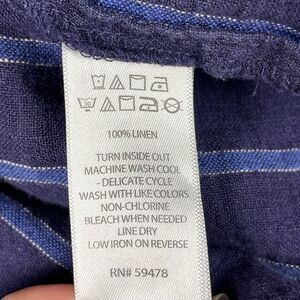 100% LINEN
TURN INSIDE OUT
MACHINE WASH COOL
- DELICATE CYCLE
WASH WITH LIKE COLORS
NON-CHLORINE
BLEACH WHEN NEEDED
LINE DRY
LOW IRON ON REVERSE
RN# 59478